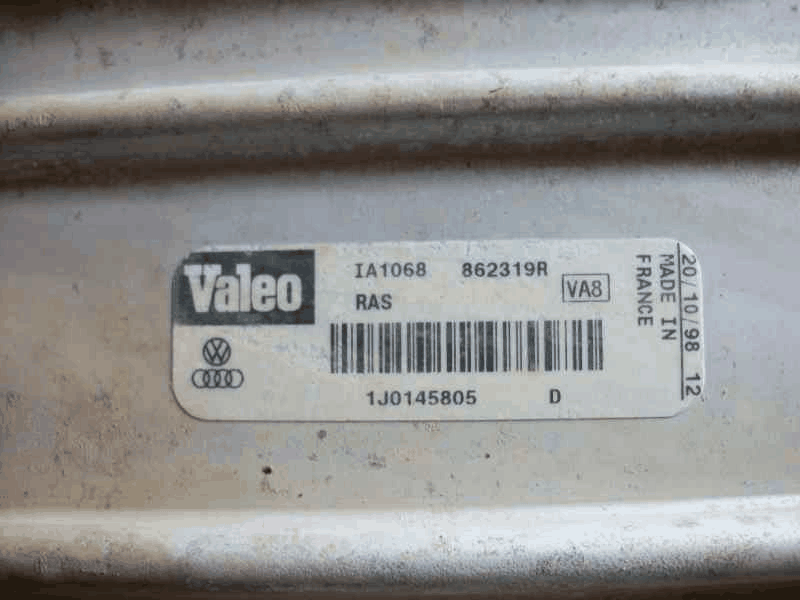 Valeo
IA1068 862319R
RAS
VA8
1J0145805 D
MADE IN
FRANCE
20/10/98 12